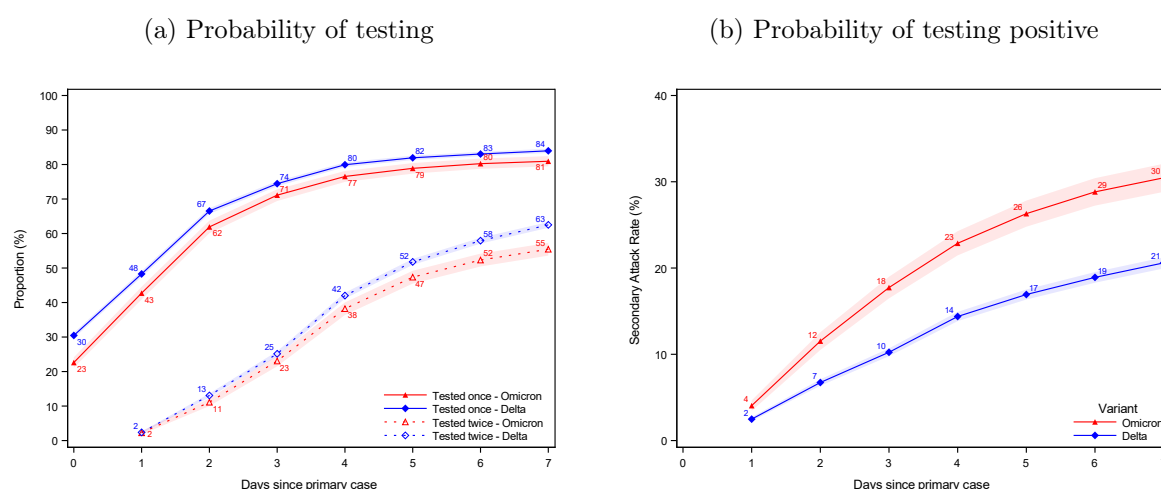 (a) Probability of testing
(b) Probability of testing positive
Proportion (%)
100
90
80
70
60
50
40
30
20
10
0
0 1 2 3 4 5 6 7
Days since primary case
30 48 67 74 80 82 83 84
23 43 62 71 77 79 80 81
2 13 25 42 52 58 63
2 11 23 38 47 52 55
Tested once - Omicron
Tested once - Delta
Tested twice - Omicron
Tested twice - Delta
Secondary Attack Rate (%)
40
30
20
10
0
0 1 2 3 4 5 6 7
Days since primary case
4 12 18 23 26 29 30
2 7 10 14 17 19 21
Variant
Omicron
Delta